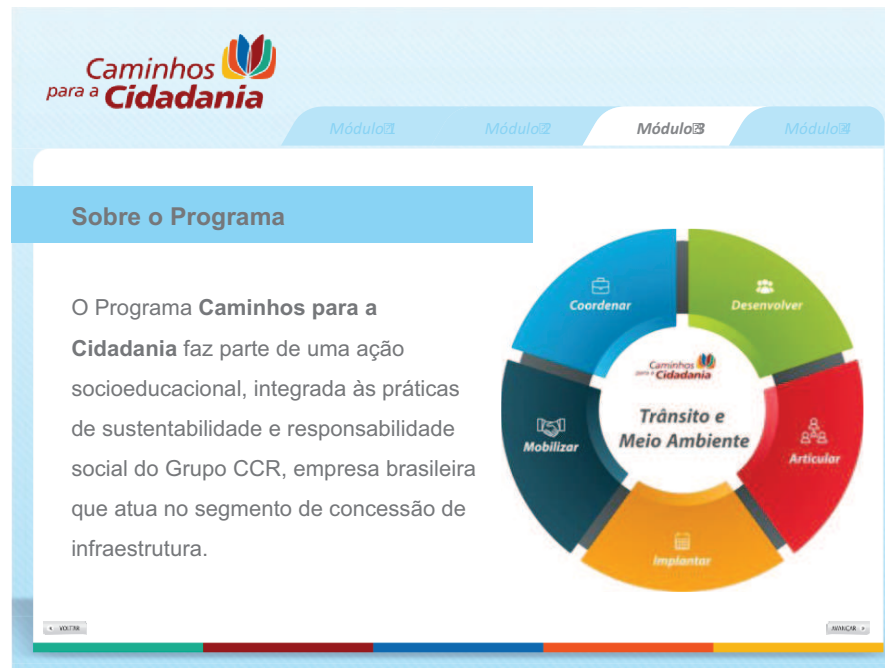 Caminhos
para a Cidadania
Módulo 1
Módulo 2
Módulo 3
Módulo 4
Sobre o Programa
O Programa Caminhos para a
Cidadania faz parte de uma ação
socioeducacional, integrada às práticas
de sustentabilidade e responsabilidade
social do Grupo CCR, empresa brasileira
que atua no segmento de concessão de
infraestrutura.
Coordenar
Desenvolver
Caminhos
para a Cidadania
Trânsito e
Meio Ambiente
Mobilizar
Articular
Implantar
VOLTAR
AVANÇAR